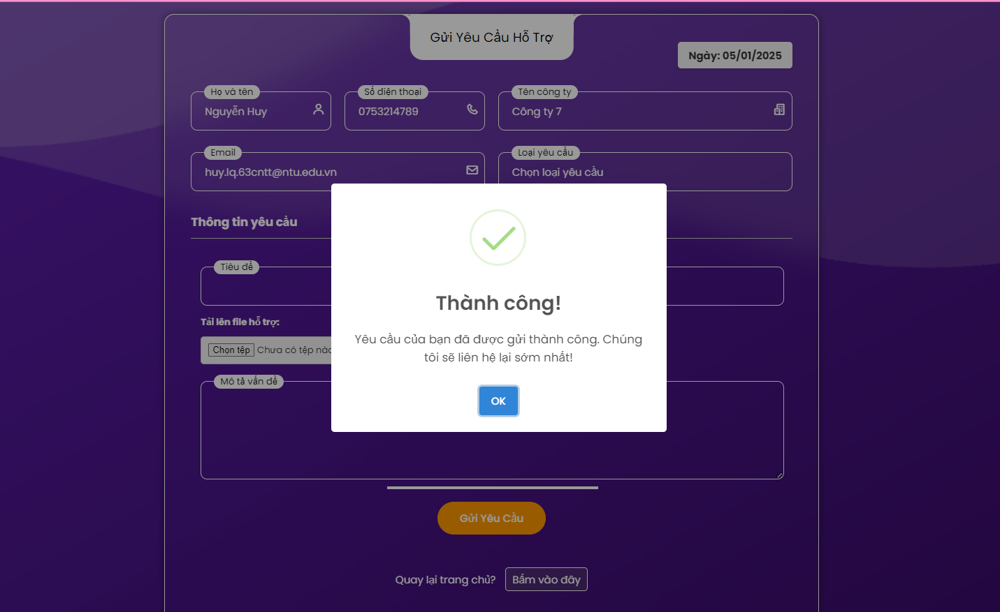 Gửi Yêu Cầu Hỗ Trợ
Ngày: 05/01/2025
Họ và tên
Nguyễn Huy
Số điện thoại
0753214789
Tên công ty
Công ty 7
Email
huy.lq.63cntt@ntu.edu.vn
Loại yêu cầu
Chọn loại yêu cầu
Thông tin yêu cầu
Tiêu đề
Tải lên file hỗ trợ:
Chọn tệp Chưa có tệp nào
Mô tả vấn đề
Thành công!
Yêu cầu của bạn đã được gửi thành công. Chúng
tôi sẽ liên hệ lại sớm nhất!
OK
Gửi Yêu Cầu
Quay lại trang chủ? Bấm vào đây